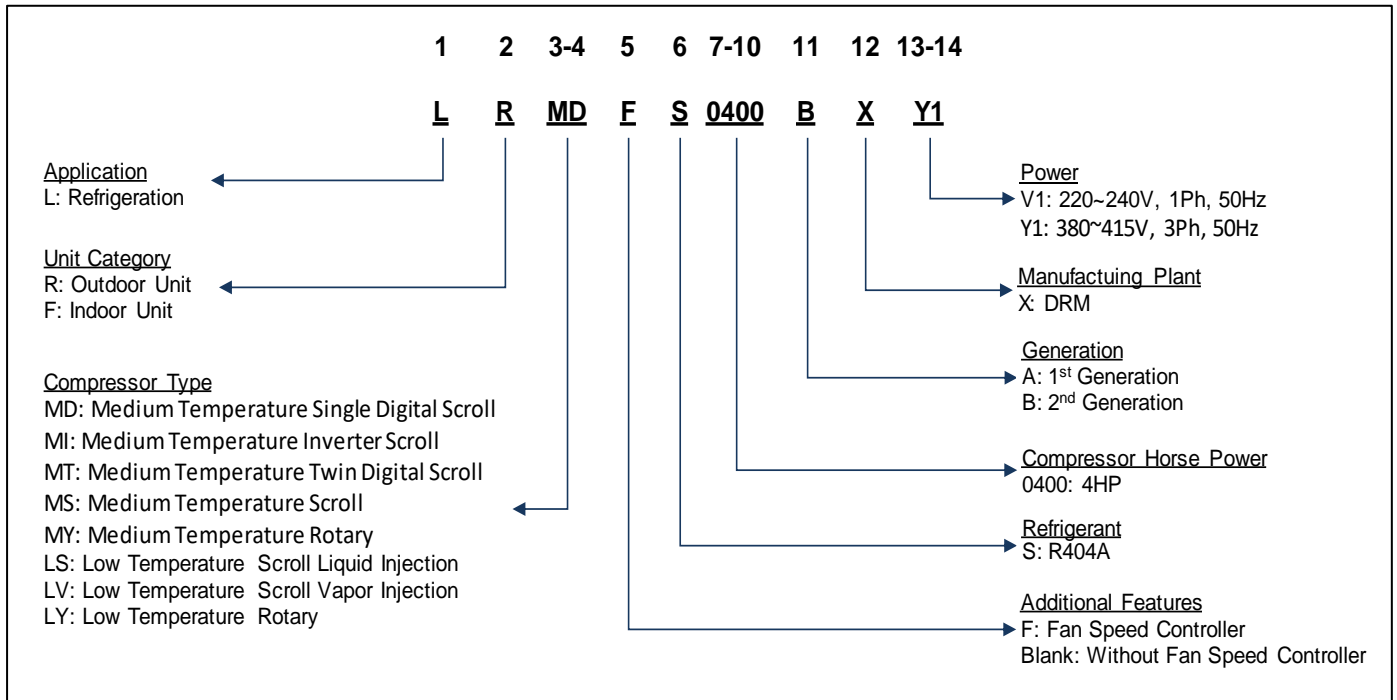 1 2 3-4 5 6 7-10 11 12 13-14
L R MD F S 0400 B X Y1
Application
L: Refrigeration
Unit Category
R: Outdoor Unit
F: Indoor Unit
Compressor Type
MD: Medium Temperature Single Digital Scroll
MI: Medium Temperature Inverter Scroll
MT: Medium Temperature Twin Digital Scroll
MS: Medium Temperature Scroll
MY: Medium Temperature Rotary
LS: Low Temperature Scroll Liquid Injection
LV: Low Temperature Scroll Vapor Injection
LY: Low Temperature Rotary
Power
V1: 220~240V, 1Ph, 50Hz
Y1: 380~415V, 3Ph, 50Hz
Manufactuing Plant
X: DRM
Generation
A: 1st Generation
B: 2nd Generation
Compressor Horse Power
0400: 4HP
Refrigerant
S: R404A
Additional Features
F: Fan Speed Controller
Blank: Without Fan Speed Controller